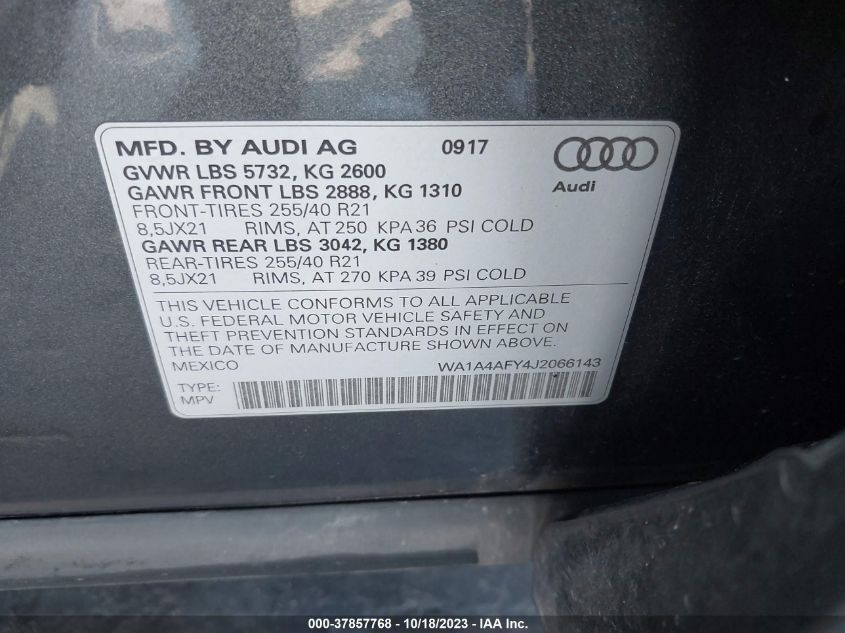 MFD. BY AUDI AG 0917
GVWR LBS 5732, KG 2600
GAWR FRONT LBS 2888, KG 1310
Audi
FRONT-TIRES 255/40 R21
8,5JX21 RIMS, AT 250 KPA 36 PSI COLD
GAWR REAR LBS 3042, KG 1380
REAR-TIRES 255/40 R21
8,5JX21 RIMS, AT 270 KPA 39 PSI COLD
THIS VEHICLE CONFORMS TO ALL APPLICABLE
U.S. FEDERAL MOTOR VEHICLE SAFETY AND
THEFT PREVENTION STANDARDS IN EFFECT ON
THE DATE OF MANUFACTURE SHOWN ABOVE.
MEXICO WA1A4AFY4J2066143
TYPE:
MPV
000-37857768 - 10/18/2023 - IAA Inc.